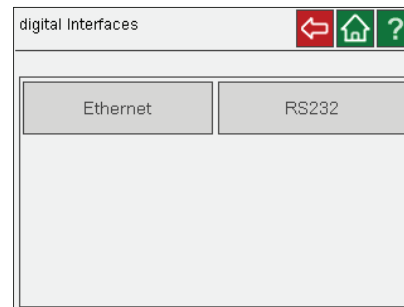 digital Interfaces ?
Ethernet RS232